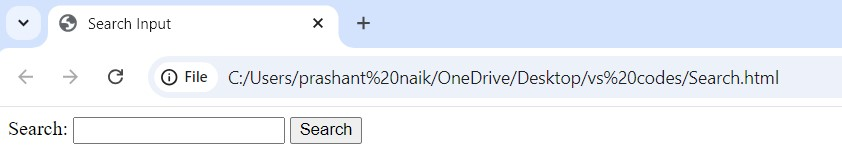 Search Input
File C:/Users/prashant%20naik/OneDrive/Desktop/vs%20codes/Search.html
Search: Search